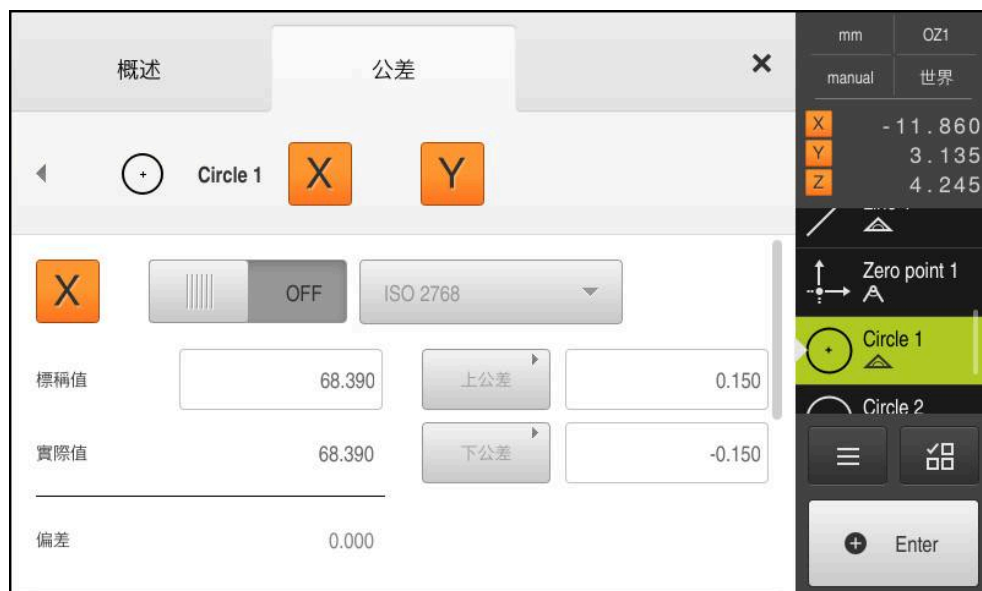 概述
公差
×
Circle 1
X
Y
X
OFF
ISO 2768
標稱值
68.390
上公差
0.150
實際值
68.390
下公差
-0.150
偏差
0.000
mm
OZ1
manual
世界
X -11.860
Y 3.135
Z 4.245
Zero point 1
Circle 1
Circle 2
Enter